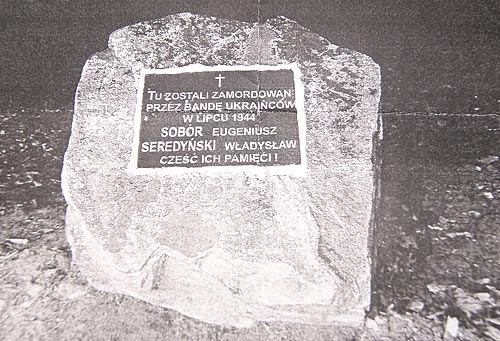 TU ZOSTALI ZAMORDOWANI
PRZEZ BANDĘ UKRAIŃCÓW
W LIPCU 1944
SOBÓR EUGENIUSZ
SEREDYŃSKI WŁADYSŁAW
CZEŚĆ ICH PAMIĘCI!